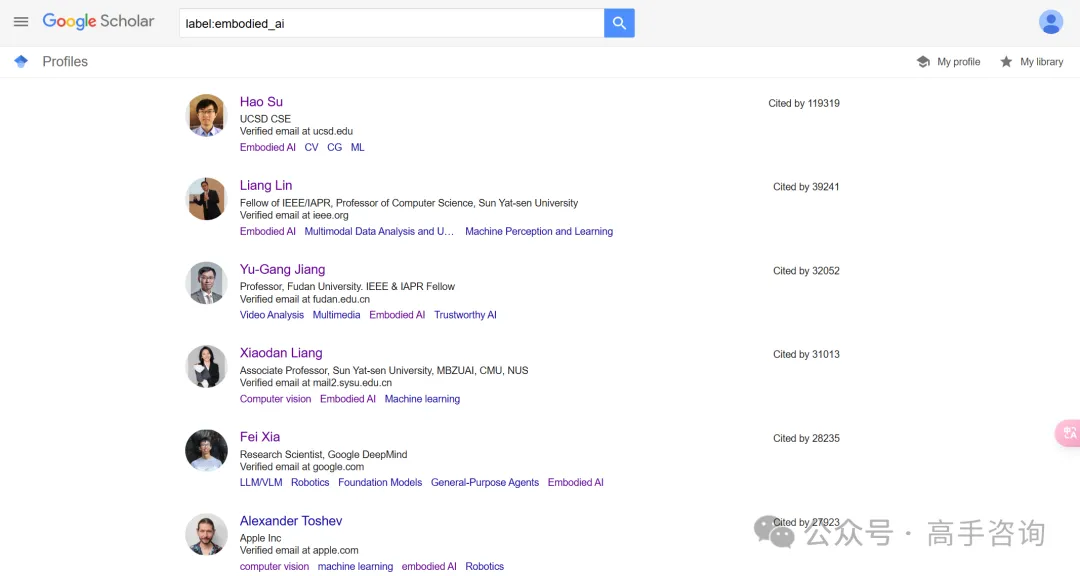 Google Scholar
label:embodied_ai
Profiles
My profile
My library
Hao Su
Cited by 119319
UCSD CSE
Verified email at ucsd.edu
Embodied AI CV CG ML
Liang Lin
Cited by 39241
Fellow of IEEE/IAPR, Professor of Computer Science, Sun Yat-sen University
Verified email at ieee.org
Embodied AI Multimodal Data Analysis and U… Machine Perception and Learning
Yu-Gang Jiang
Cited by 32052
Professor, Fudan University. IEEE & IAPR Fellow
Verified email at fudan.edu.cn
Video Analysis Multimedia Embodied AI Trustworthy AI
Xiaodan Liang
Cited by 31013
Associate Professor, Sun Yat-sen University, MBZUAI, CMU, NUS
Verified email at mail2.sysu.edu.cn
Computer vision Embodied AI Machine learning
Fei Xia
Cited by 28235
Research Scientist, Google DeepMind
Verified email at google.com
LLM/VLM Robotics Foundation Models General-Purpose Agents Embodied AI
Alexander Toshev
Cited by 27923
Apple Inc
Verified email at apple.com
computer vision machine learning embodied AI Robotics
公众号 · 高手咨询